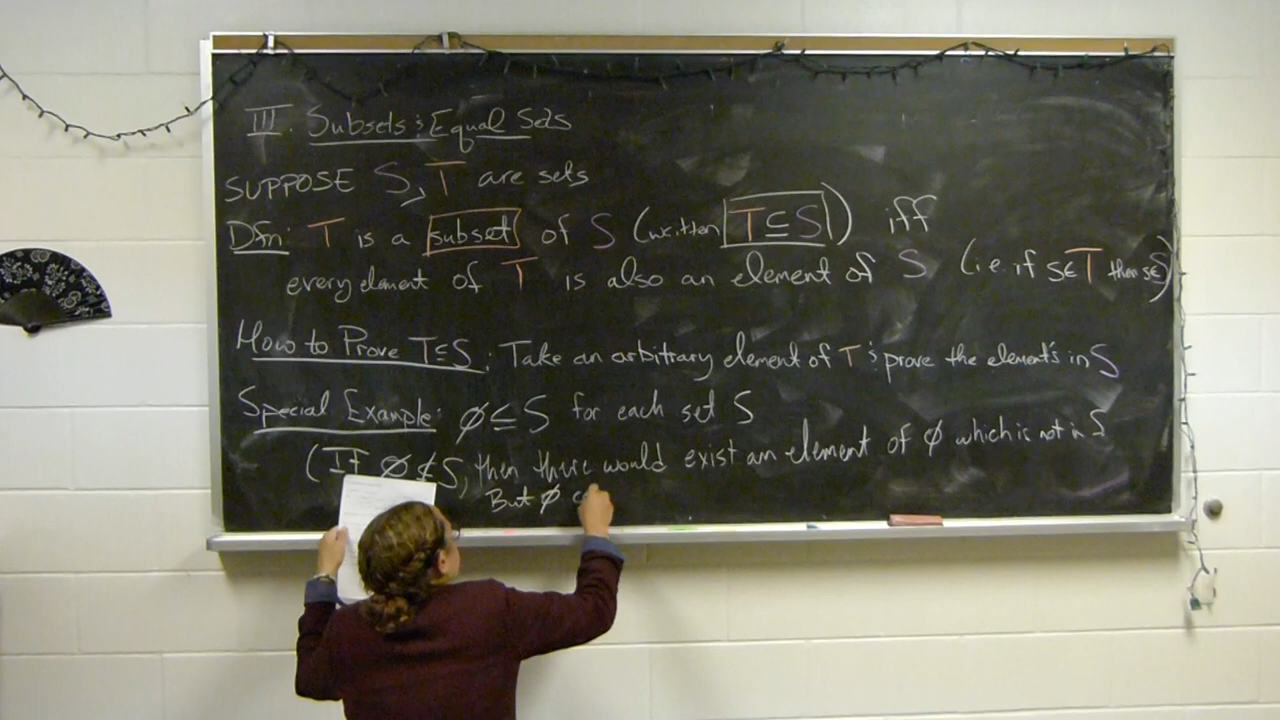 III. Subsets & Equal Sets
SUPPOSE S, T are sets
Dfn: T is a subset of S (written T ⊆ S) iff
every element of T is also an element of S (i.e. if s∈T then s∈S)
How to Prove T⊆S: Take an arbitrary element of T & prove the element's in S
Special Example: ∅⊆S for each set S
(If ∅⊈S, then there would exist an element of ∅ which is not in S
But ∅